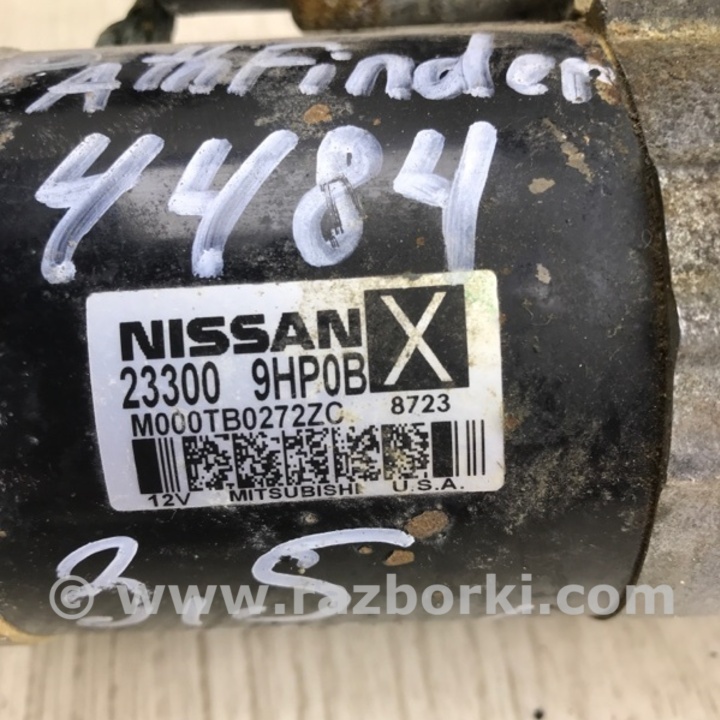 PAthFinder
4484
NISSAN X
23300 9HP0B
M000TB0272ZC 8723
12V MITSUBISHI U.S.A.
3.5
© www.razborki.com